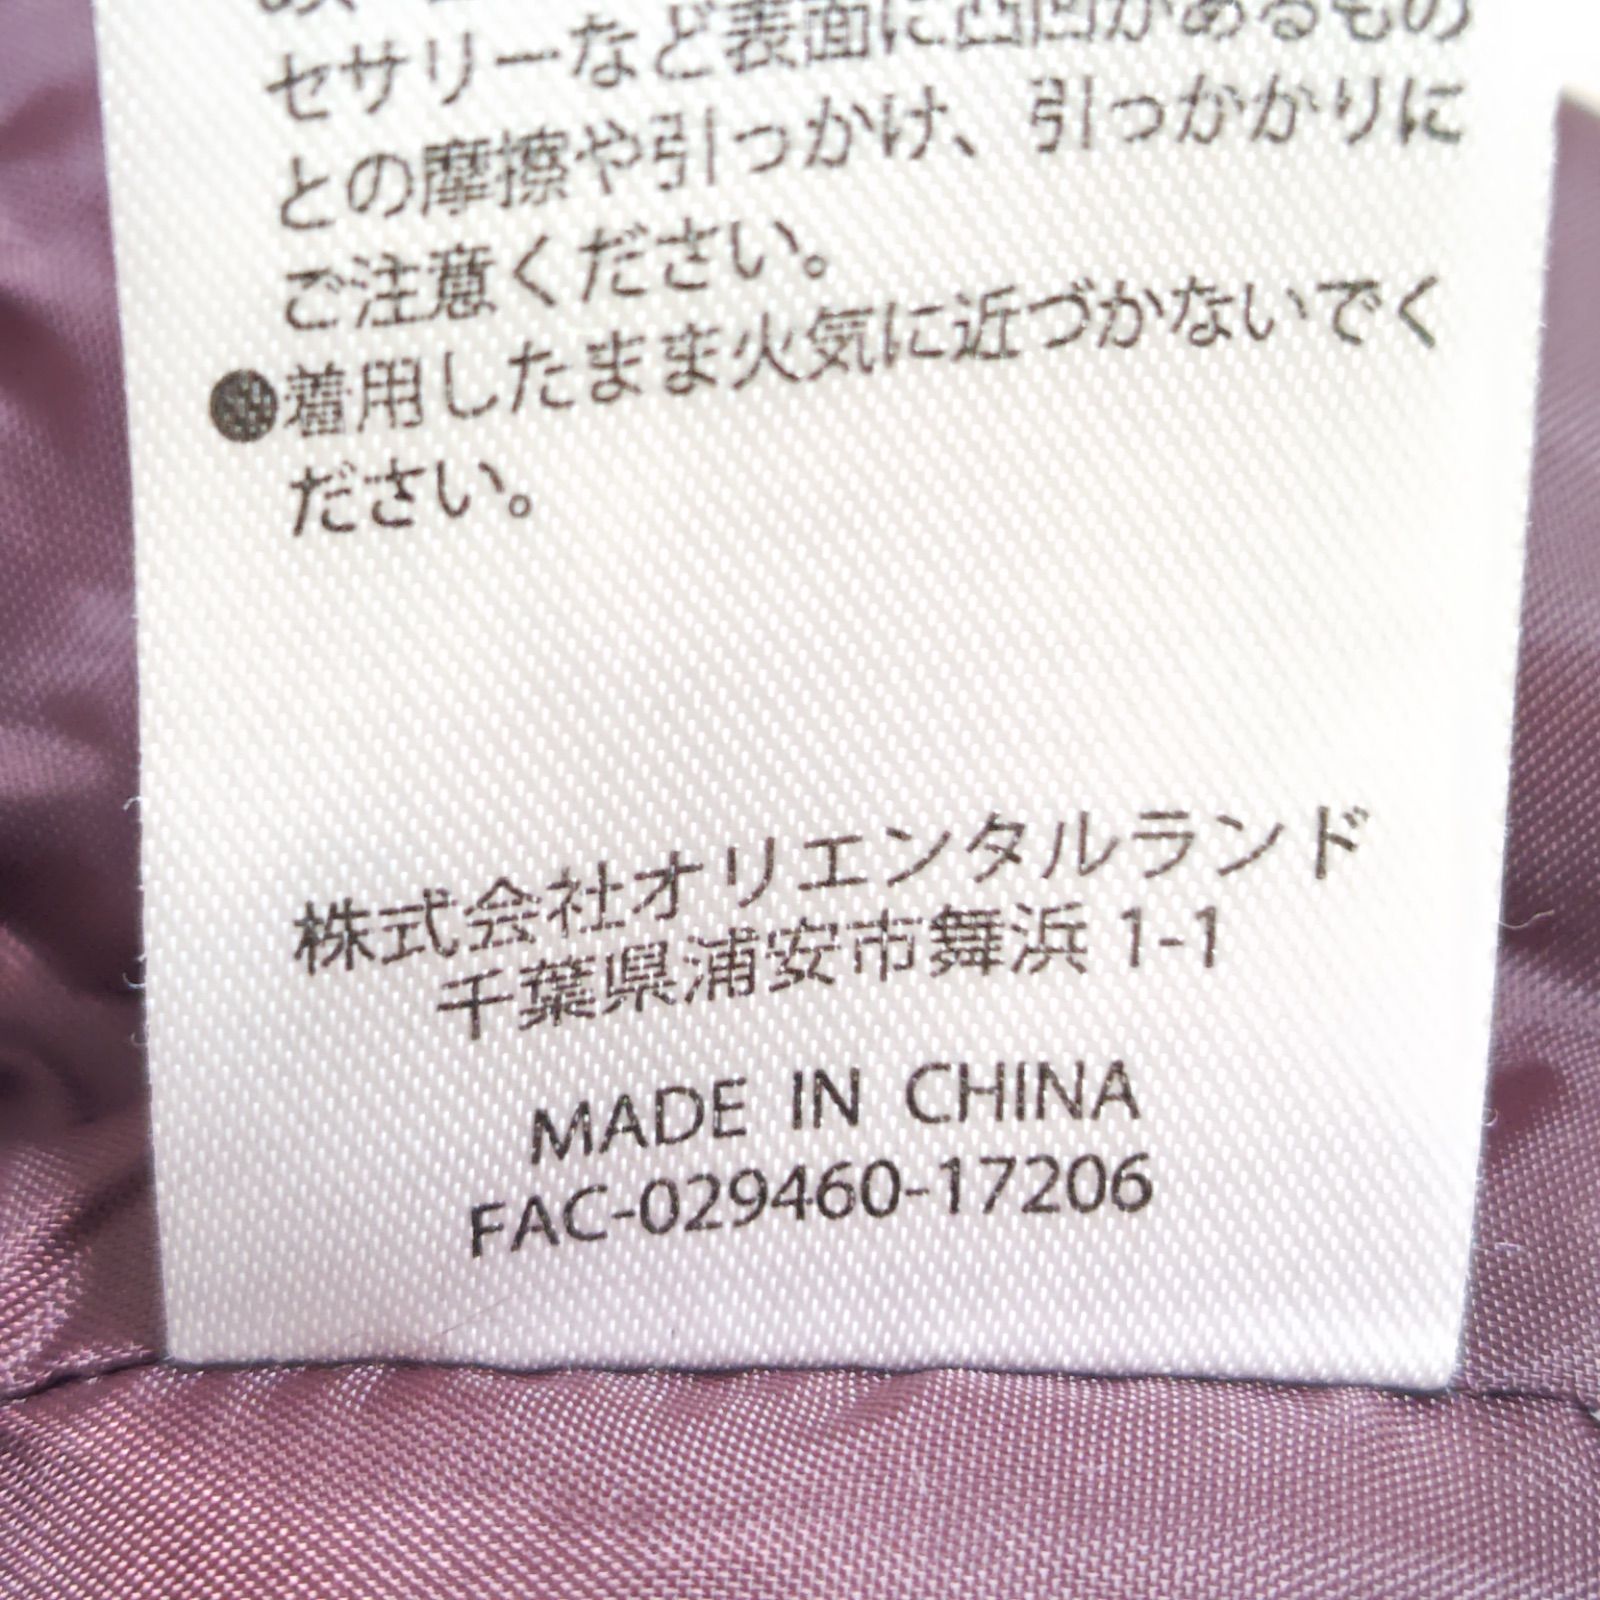 セサリーなど表面に凸凹があるもの
との摩擦や引っかけ、引っかかりに
ご注意ください。
●着用したまま火気に近づかないでく
ださい。
株式会社オリエンタルランド
千葉県浦安市舞浜 1-1
MADE IN CHINA
FAC-029460-17206